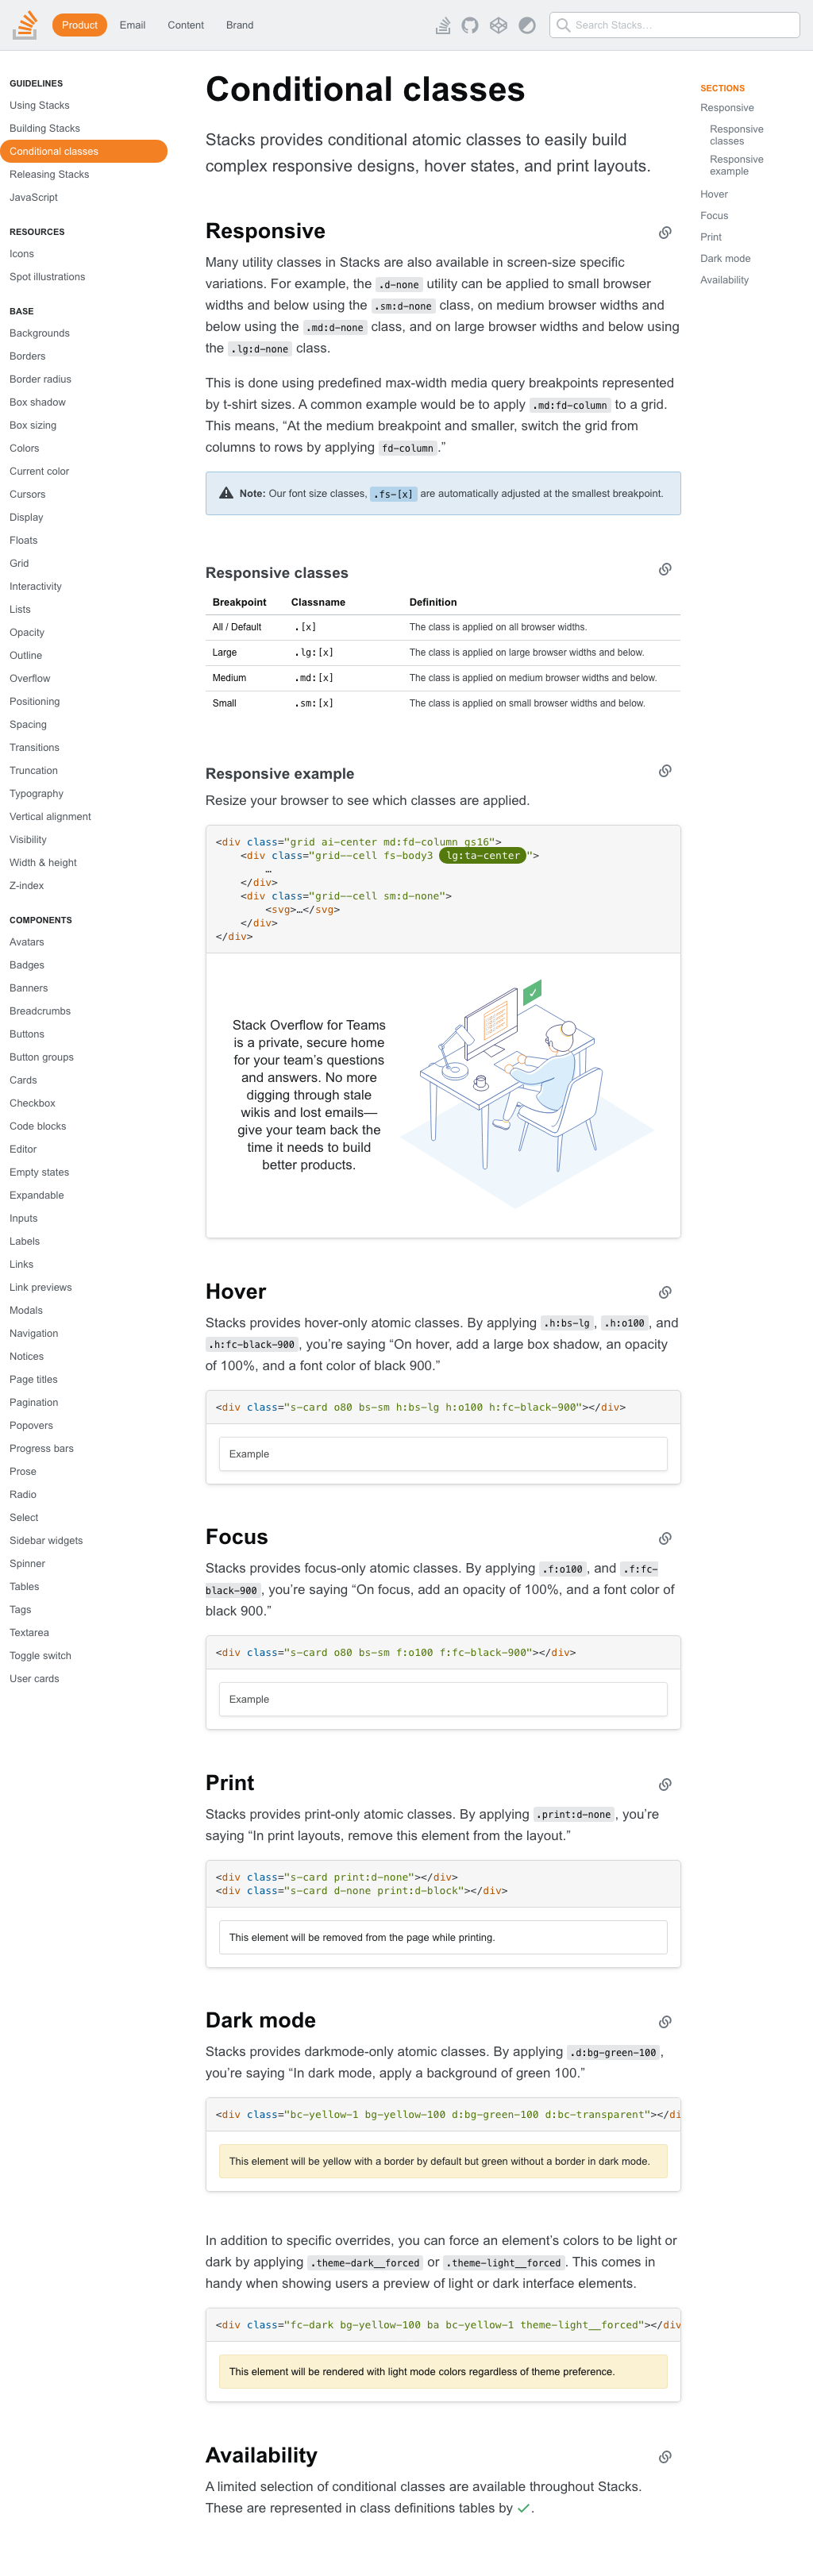 Product
Email
Content
Brand
Search Stacks…
GUIDELINES
Using Stacks
Building Stacks
Conditional classes
Releasing Stacks
JavaScript
RESOURCES
Icons
Spot illustrations
BASE
Backgrounds
Borders
Border radius
Box shadow
Box sizing
Colors
Current color
Cursors
Display
Floats
Grid
Interactivity
Lists
Opacity
Outline
Overflow
Positioning
Spacing
Transitions
Truncation
Typography
Vertical alignment
Visibility
Width & height
Z-index
COMPONENTS
Avatars
Badges
Banners
Breadcrumbs
Buttons
Button groups
Cards
Checkbox
Code blocks
Editor
Empty states
Expandable
Inputs
Labels
Links
Link previews
Modals
Navigation
Notices
Page titles
Pagination
Popovers
Progress bars
Prose
Radio
Select
Sidebar widgets
Spinner
Tables
Tags
Textarea
Toggle switch
User cards
Conditional classes
Stacks provides conditional atomic classes to easily build
complex responsive designs, hover states, and print layouts.
Responsive
Many utility classes in Stacks are also available in screen-size specific
variations. For example, the .d-none utility can be applied to small browser
widths and below using the .sm:d-none class, on medium browser widths and
below using the .md:d-none class, and on large browser widths and below using
the .lg:d-none class.
This is done using predefined max-width media query breakpoints represented
by t-shirt sizes. A common example would be to apply .md:fd-column to a grid.
This means, “At the medium breakpoint and smaller, switch the grid from
columns to rows by applying fd-column.”
Note: Our font size classes, .fs-[x] are automatically adjusted at the smallest breakpoint.
Responsive classes
Breakpoint Classname Definition
All / Default .[x] The class is applied on all browser widths.
Large .lg:[x] The class is applied on large browser widths and below.
Medium .md:[x] The class is applied on medium browser widths and below.
Small .sm:[x] The class is applied on small browser widths and below.
Responsive example
Resize your browser to see which classes are applied.
<div class="grid ai-center md:fd-column gs16">
<div class="grid--cell fs-body3 lg:ta-center">
…
</div>
<div class="grid--cell sm:d-none">
<svg>…</svg>
</div>
</div>
Stack Overflow for Teams
is a private, secure home
for your team’s questions
and answers. No more
digging through stale
wikis and lost emails—
give your team back the
time it needs to build
better products.
Hover
Stacks provides hover-only atomic classes. By applying .h:bs-lg, .h:o100, and
.h:fc-black-900, you’re saying “On hover, add a large box shadow, an opacity
of 100%, and a font color of black 900.”
<div class="s-card o80 bs-sm h:bs-lg h:o100 h:fc-black-900"></div>
Example
Focus
Stacks provides focus-only atomic classes. By applying .f:o100, and .f:fc-
black-900, you’re saying “On focus, add an opacity of 100%, and a font color of
black 900.”
<div class="s-card o80 bs-sm f:o100 f:fc-black-900"></div>
Example
Print
Stacks provides print-only atomic classes. By applying .print:d-none, you’re
saying “In print layouts, remove this element from the layout.”
<div class="s-card print:d-none"></div>
<div class="s-card d-none print:d-block"></div>
This element will be removed from the page while printing.
Dark mode
Stacks provides darkmode-only atomic classes. By applying .d:bg-green-100,
you’re saying “In dark mode, apply a background of green 100.”
<div class="bc-yellow-1 bg-yellow-100 d:bg-green-100 d:bc-transparent"></di
This element will be yellow with a border by default but green without a border in dark mode.
In addition to specific overrides, you can force an element’s colors to be light or
dark by applying .theme-dark__forced or .theme-light__forced. This comes in
handy when showing users a preview of light or dark interface elements.
<div class="fc-dark bg-yellow-100 ba bc-yellow-1 theme-light__forced"></div
This element will be rendered with light mode colors regardless of theme preference.
Availability
A limited selection of conditional classes are available throughout Stacks.
These are represented in class definitions tables by ✓.
SECTIONS
Responsive
Responsive
classes
Responsive
example
Hover
Focus
Print
Dark mode
Availability